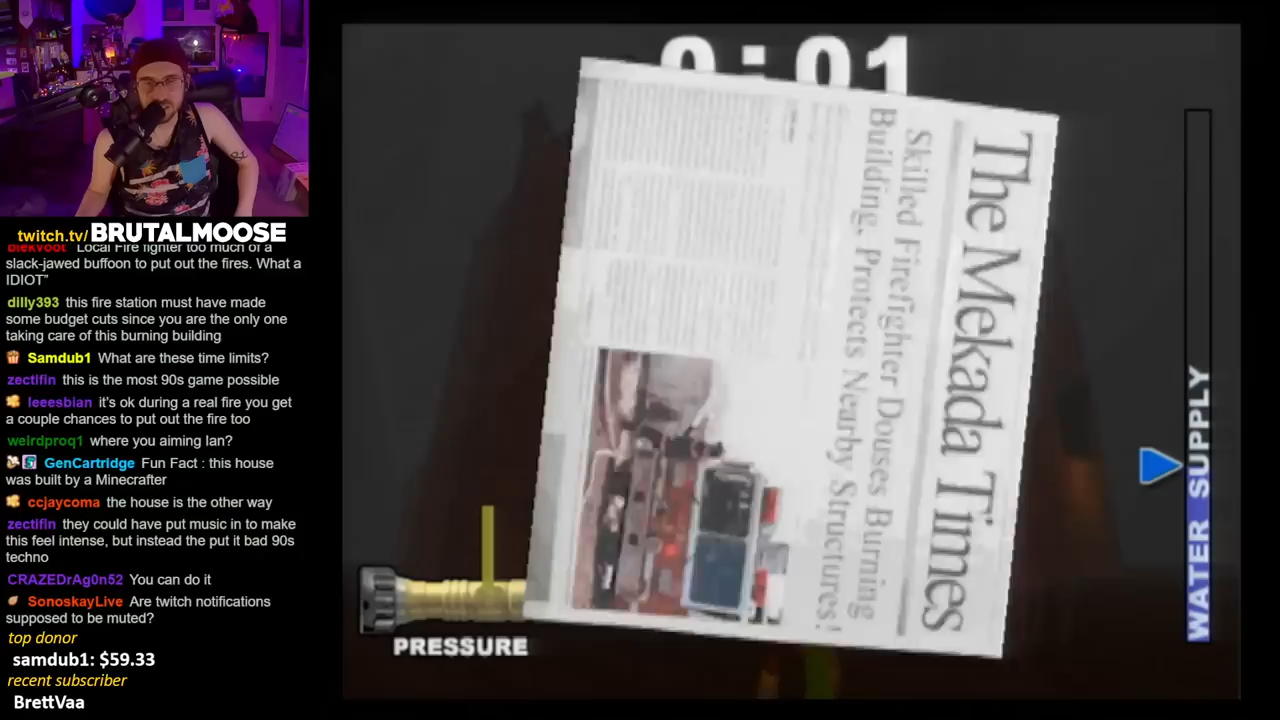 twitch.tv/BRUTALMOOSE
"Local Fire fighter too much of a
slack-jawed buffoon to put out the fires. What a
IDIOT"
dilly393 this fire station must have made
some budget cuts since you are the only one
taking care of this burning building
Samdub1 What are these time limits?
zectifin this is the most 90s game possible
leeesbian it's ok during a real fire you get
a couple chances to put out the fire too
weirdproq1 where you aiming Ian?
GenCartridge Fun Fact : this house
was built by a Minecrafter
ccjaycoma the house is the other way
zectifin they could have put music in to make
this feel intense, but instead the put it bad 90s
techno
CRAZEDrAg0n52 You can do it
SonoskayLive Are twitch notifications
supposed to be muted?
top donor
samdub1: $59.33
recent subscriber
BrettVaa
0:01
The Mekada Times
Skilled Firefighter Douses Burning
Building, Protects Nearby Structures!
PRESSURE
WATER SUPPLY